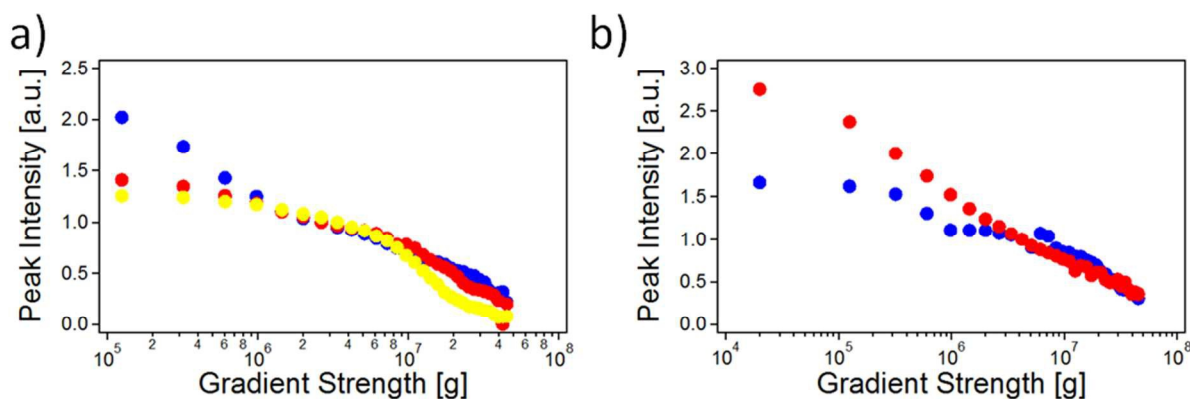 a)
2.5
2.0
1.5
1.0
0.5
0.0
Peak Intensity [a.u.]
10^5 2 4 6 8 10^6 2 4 6 8 10^7 2 4 6 8 10^8
Gradient Strength [g]
b)
3.0
2.5
2.0
1.5
1.0
0.5
0.0
Peak Intensity [a.u.]
10^4 10^5 10^6 10^7 10^8
Gradient Strength [g]